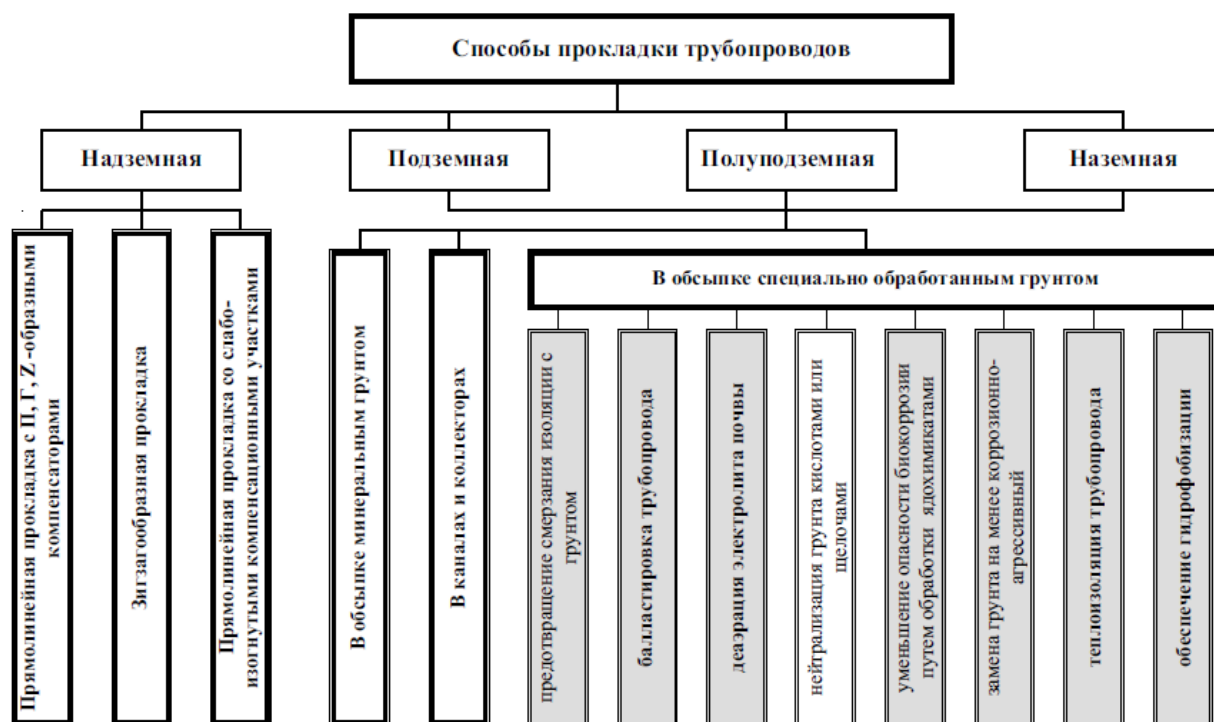 Способы прокладки трубопроводов
Надземная
Подземная
Полуподземная
Наземная
Прямолинейная прокладка с П, Г, Z -образными
компенсаторами
Зигзагообразная прокладка
Прямолинейная прокладка со слабо-
изогнутыми компенсационными участками
В обсыпке минеральным грунтом
В каналах и коллекторах
В обсыпке специально обработанным грунтом
предотвращение смерзания изоляции с
грунтом
балластировка трубопровода
деаэрация электролита почвы
нейтрализация грунта кислотами или
щелочами
уменьшение опасности биокоррозии
путем обработки ядохимикатами
замена грунта на менее коррозионно-
агрессивный
теплоизоляция трубопровода
обеспечение гидрофобизации